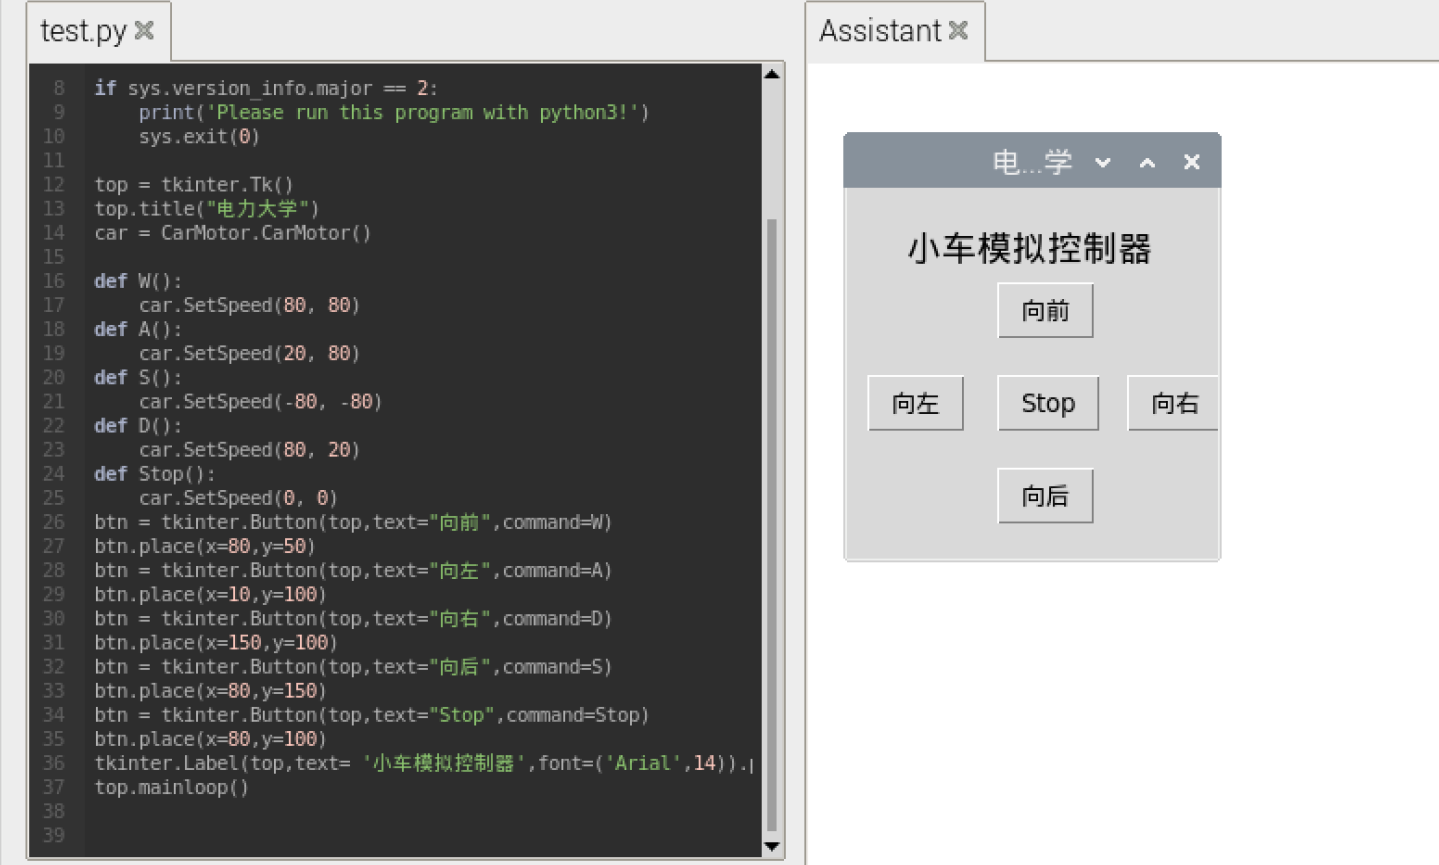 test.py
8 if sys.version_info.major == 2:
9 print('Please run this program with python3!')
10 sys.exit(0)
11
12 top = tkinter.Tk()
13 top.title("电力大学")
14 car = CarMotor.CarMotor()
15
16 def W():
17 car.SetSpeed(80, 80)
18 def A():
19 car.SetSpeed(20, 80)
20 def S():
21 car.SetSpeed(-80, -80)
22 def D():
23 car.SetSpeed(80, 20)
24 def Stop():
25 car.SetSpeed(0, 0)
26 btn = tkinter.Button(top,text="向前",command=W)
27 btn.place(x=80,y=50)
28 btn = tkinter.Button(top,text="向左",command=A)
29 btn.place(x=10,y=100)
30 btn = tkinter.Button(top,text="向右",command=D)
31 btn.place(x=150,y=100)
32 btn = tkinter.Button(top,text="向后",command=S)
33 btn.place(x=80,y=150)
34 btn = tkinter.Button(top,text="Stop",command=Stop)
35 btn.place(x=80,y=100)
36 tkinter.Label(top,text= '小车模拟控制器',font=('Arial',14)).
37 top.mainloop()
38
39
Assistant
电...学
小车模拟控制器
向前
向左 Stop 向右
向后